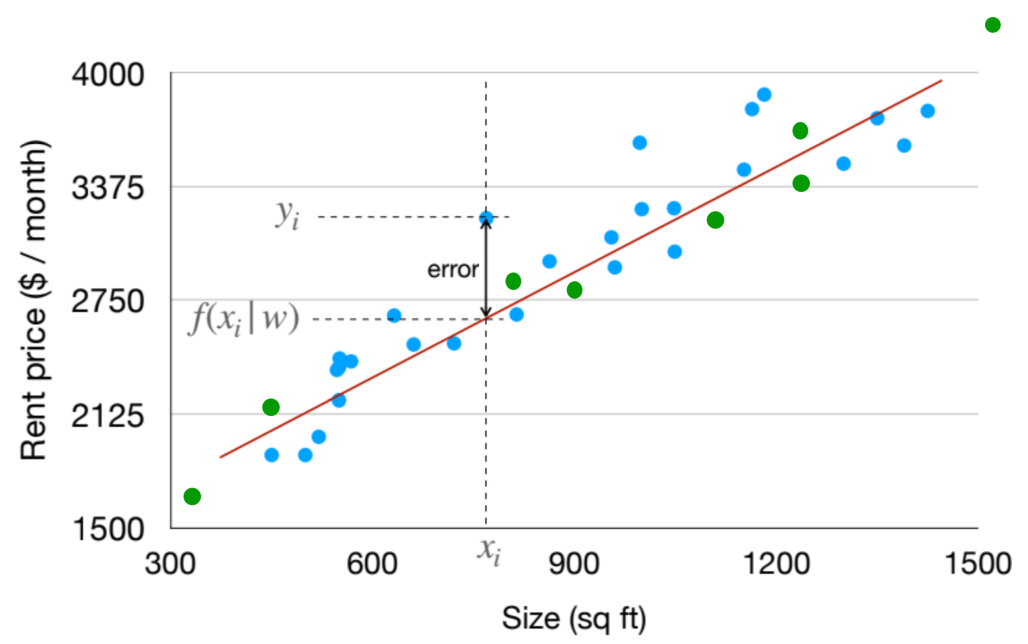 4000
3375
2750
2125
1500
Rent price ($ / month)
y_i
error
f(x_i | w)
x_i
300 600 900 1200 1500
Size (sq ft)